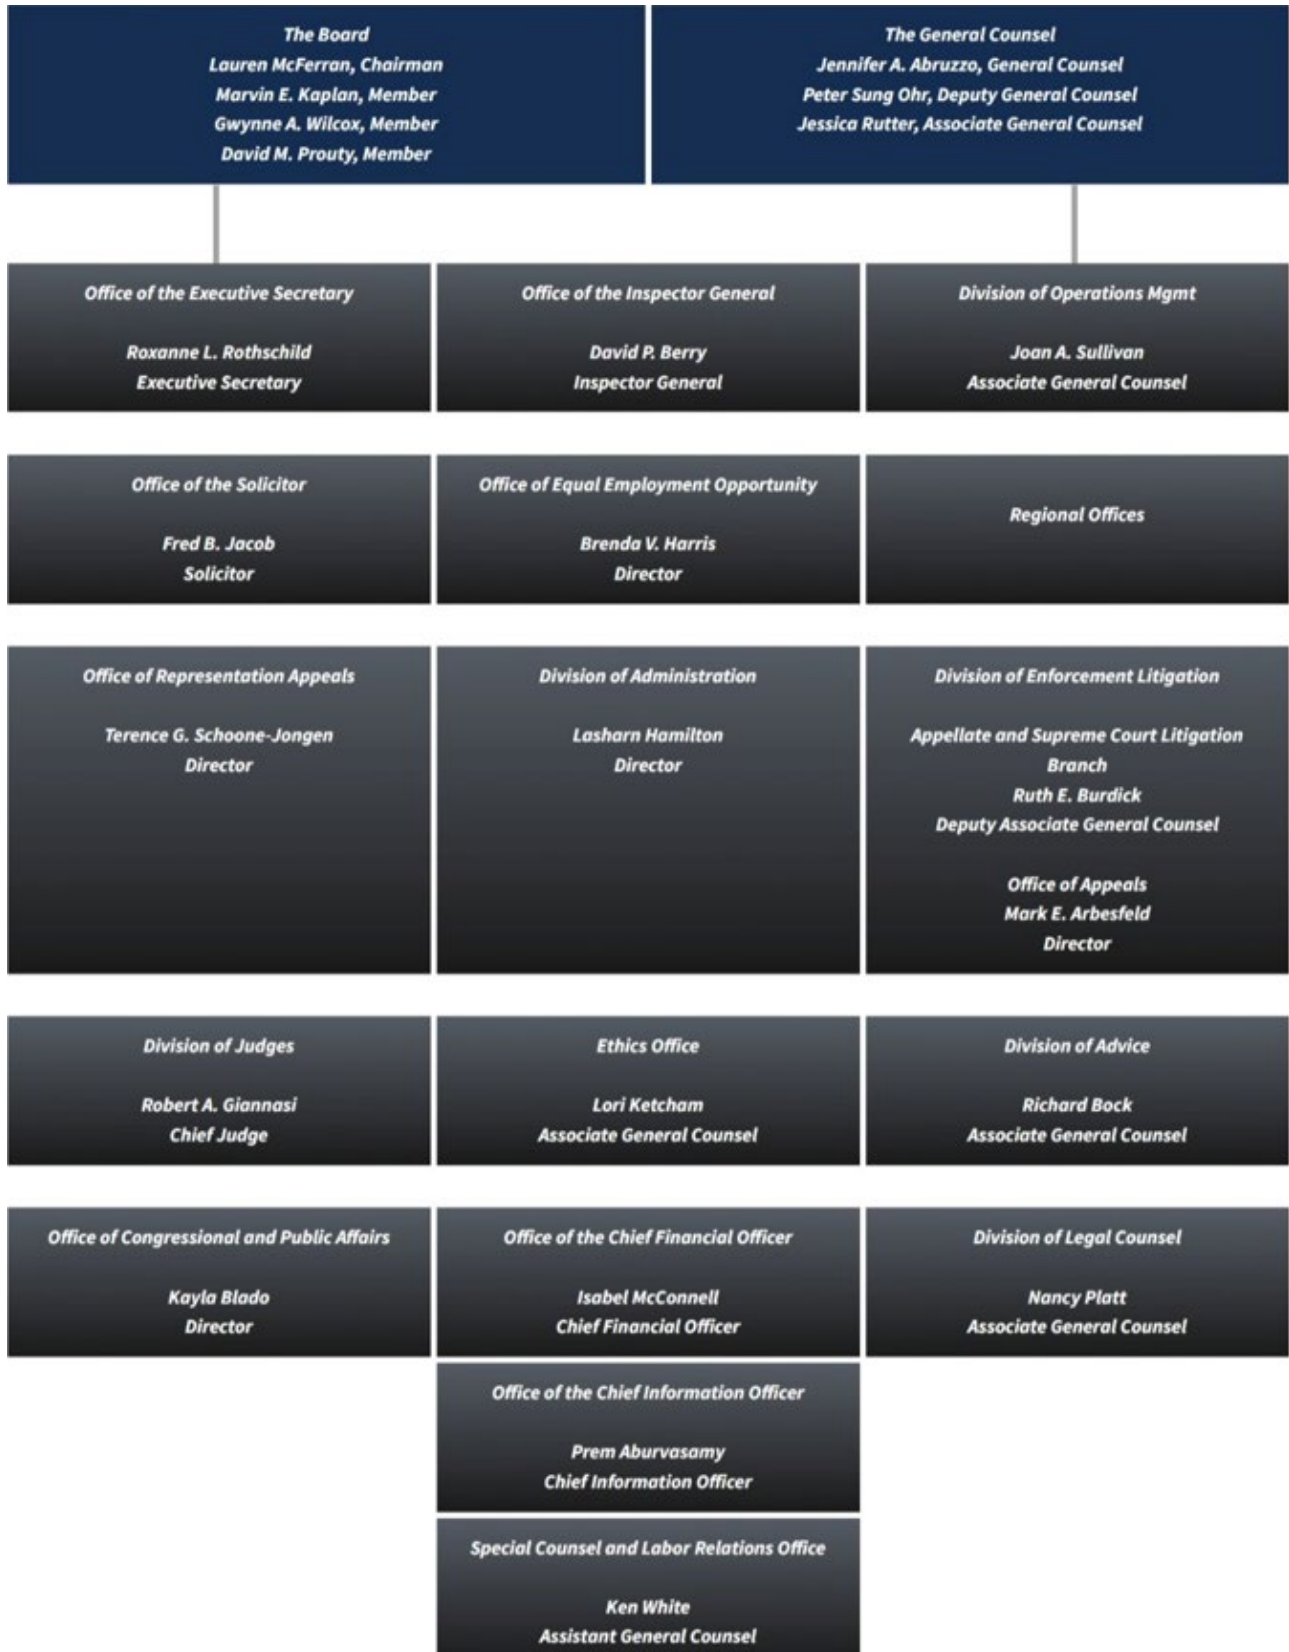 The Board
Lauren McFerran, Chairman
Marvin E. Kaplan, Member
Gwynne A. Wilcox, Member
David M. Prouty, Member
The General Counsel
Jennifer A. Abruzzo, General Counsel
Peter Sung Ohr, Deputy General Counsel
Jessica Rutter, Associate General Counsel
Office of the Executive Secretary
Roxanne L. Rothschild
Executive Secretary
Office of the Inspector General
David P. Berry
Inspector General
Division of Operations Mgmt
Joan A. Sullivan
Associate General Counsel
Office of the Solicitor
Fred B. Jacob
Solicitor
Office of Equal Employment Opportunity
Brenda V. Harris
Director
Regional Offices
Office of Representation Appeals
Terence G. Schoone-Jongen
Director
Division of Administration
Lasharn Hamilton
Director
Division of Enforcement Litigation
Appellate and Supreme Court Litigation
Branch
Ruth E. Burdick
Deputy Associate General Counsel
Office of Appeals
Mark E. Arbesfeld
Director
Division of Judges
Robert A. Giannasi
Chief Judge
Ethics Office
Lori Ketcham
Associate General Counsel
Division of Advice
Richard Bock
Associate General Counsel
Office of Congressional and Public Affairs
Kayla Blado
Director
Office of the Chief Financial Officer
Isabel McConnell
Chief Financial Officer
Division of Legal Counsel
Nancy Platt
Associate General Counsel
Office of the Chief Information Officer
Prem Aburvasamy
Chief Information Officer
Special Counsel and Labor Relations Office
Ken White
Assistant General Counsel